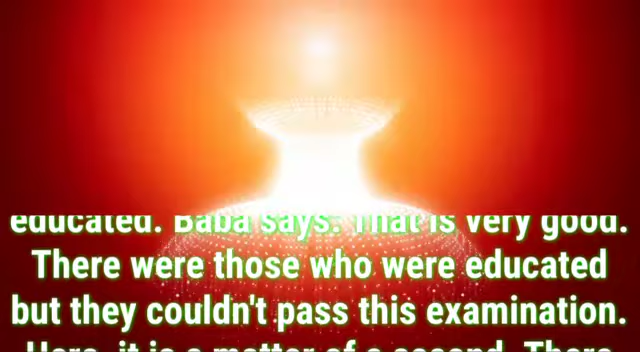 educated. Baba says: That is very good.
There were those who were educated
but they couldn't pass this examination.
Here, it is a matter of a second. There